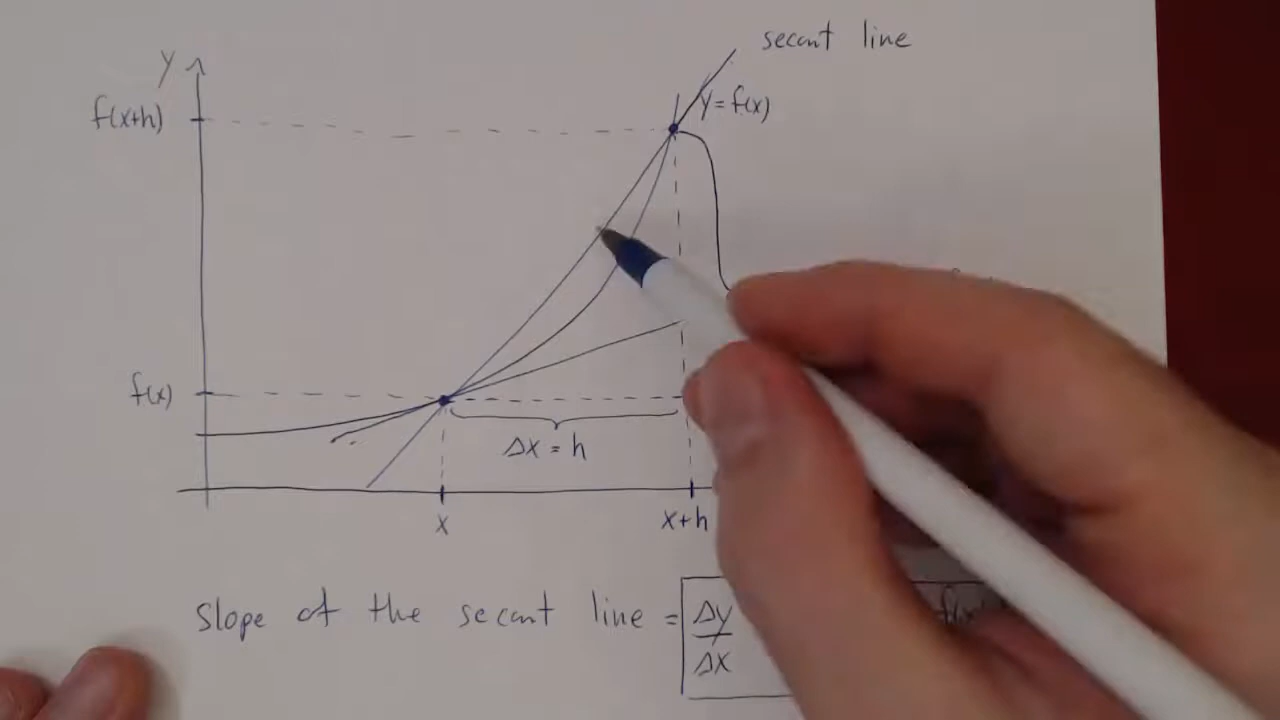 secant line
y
f(x+h)
y=f(x)
f(x)
Δx = h
x
x+h
Slope of the secant line = Δy
Δx